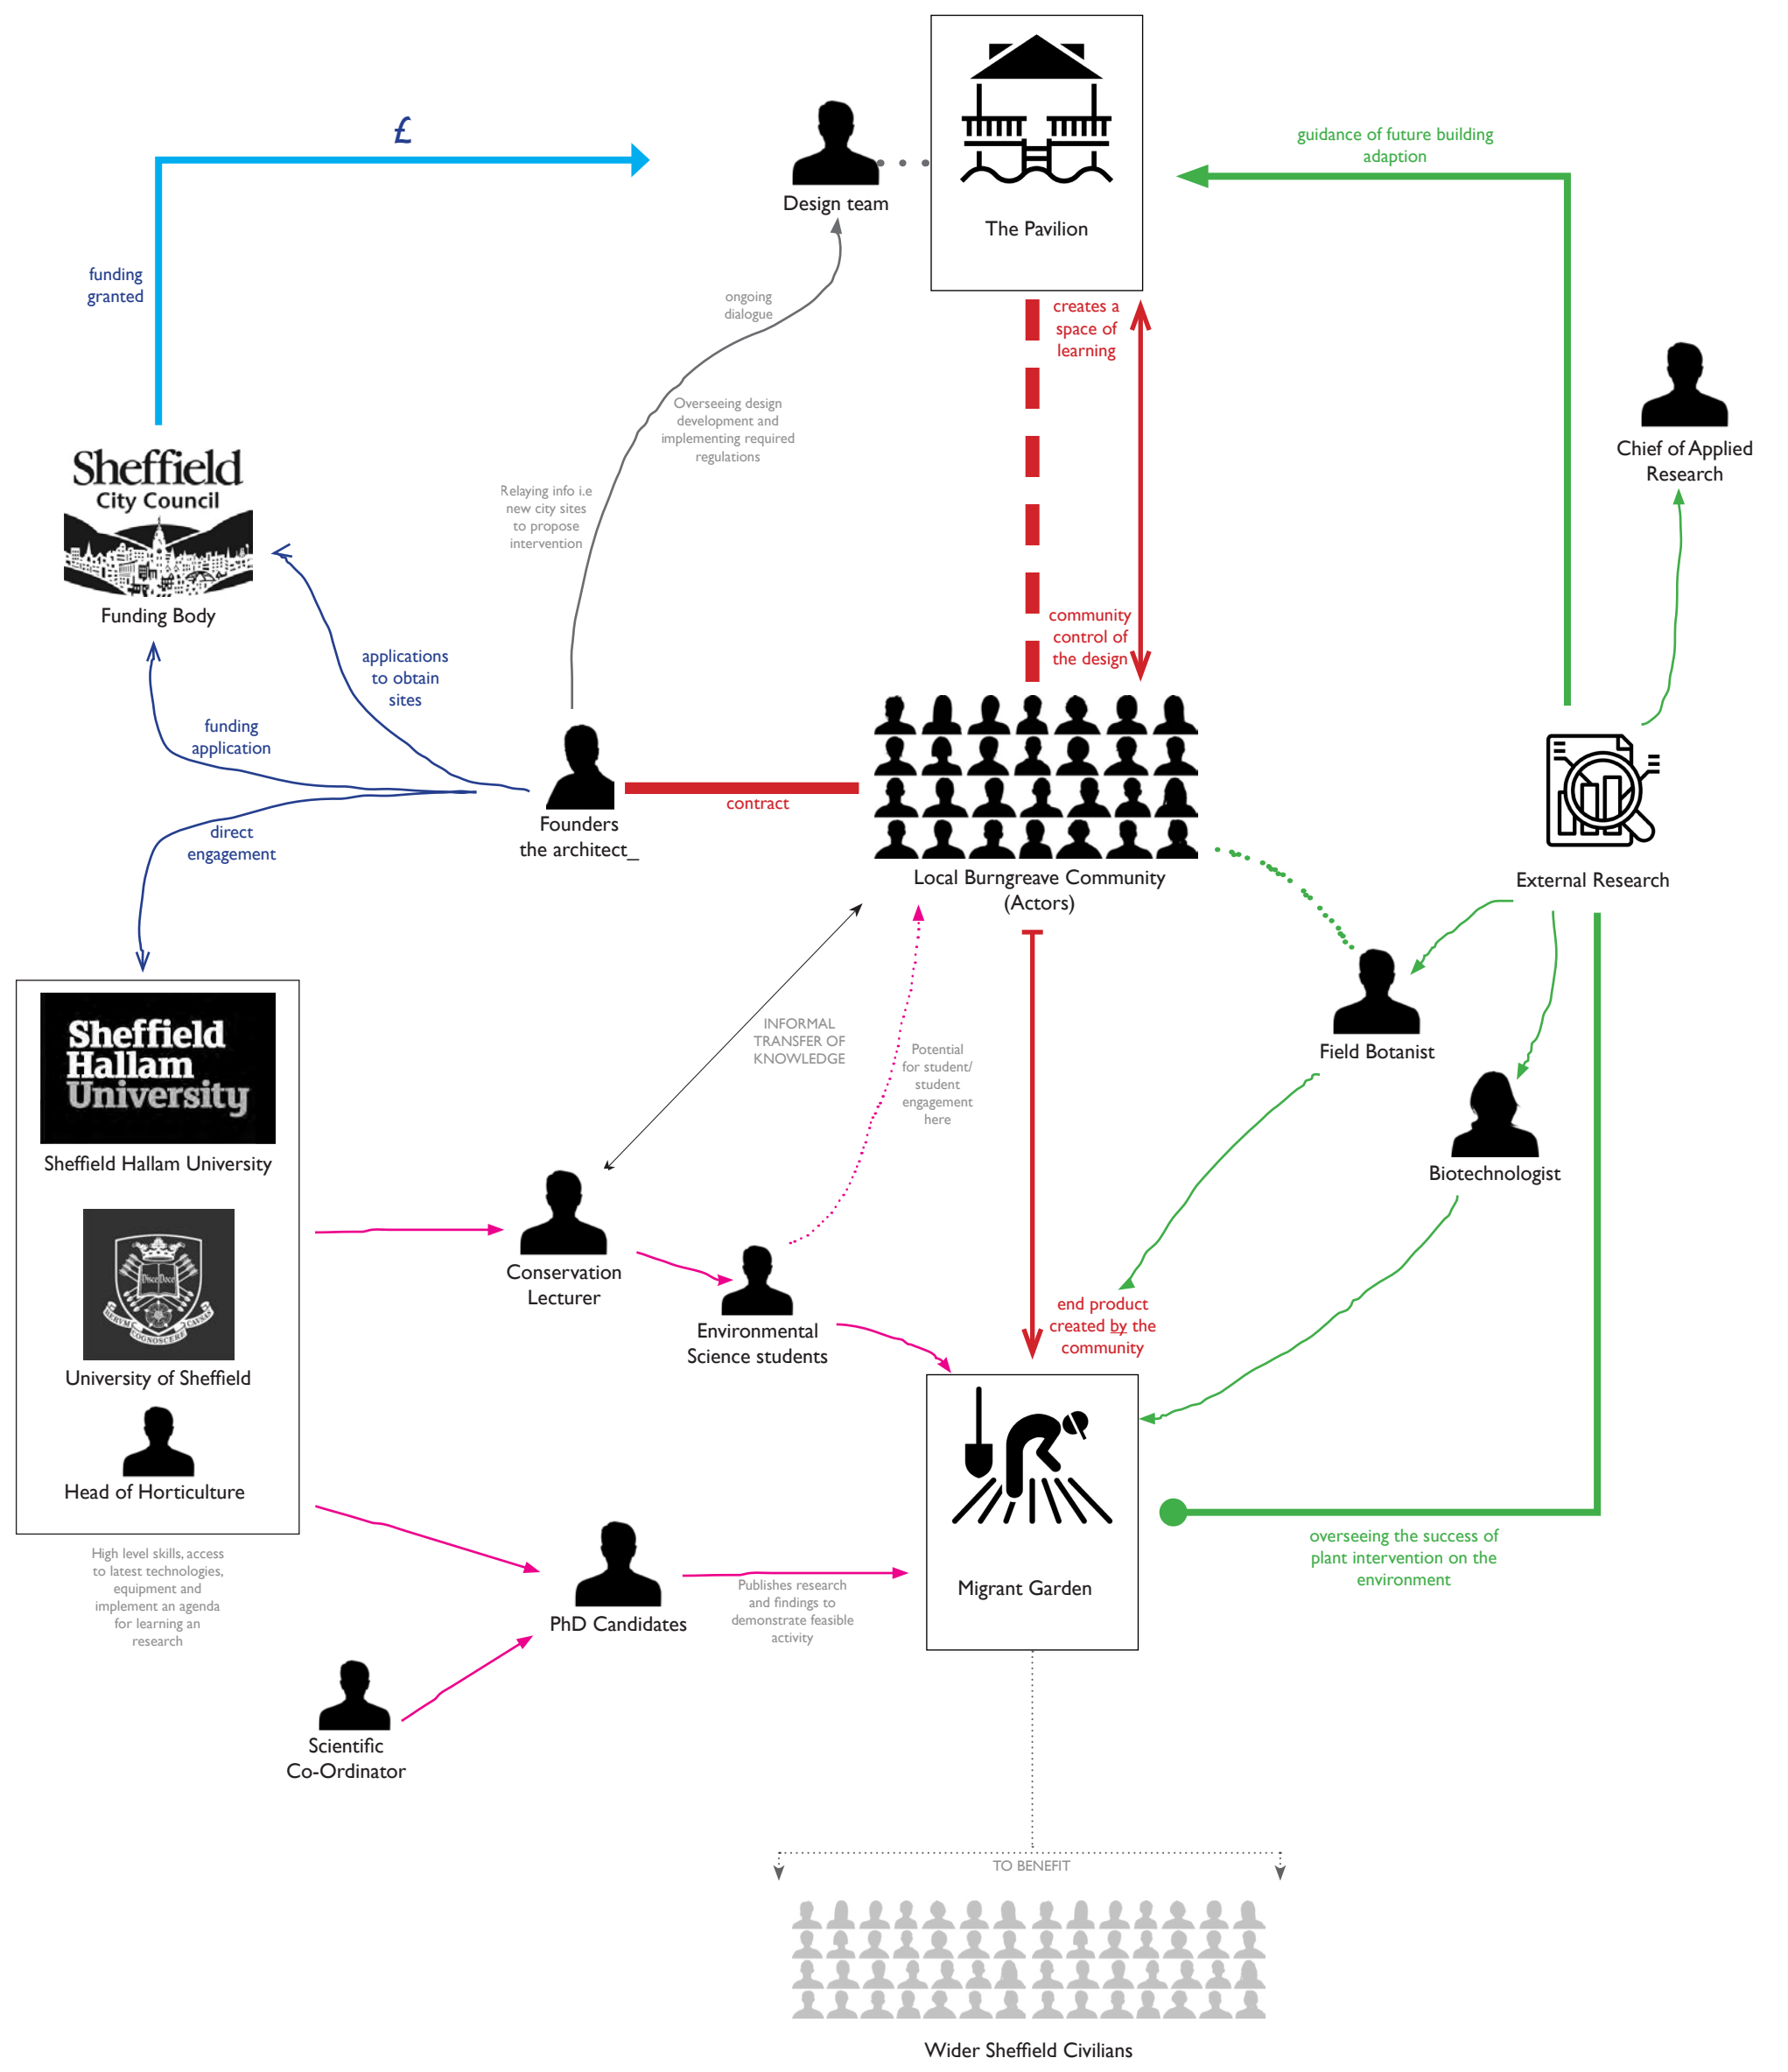 £
Design team
The Pavilion
guidance of future building
adaption
funding
granted
ongoing
dialogue
creates a
space of
learning
Overseeing design
development and
implementing required
regulations
Chief of Applied
Research
Sheffield
City Council
Funding Body
Relaying info i.e
new city sites
to propose
intervention
applications
to obtain
sites
community
control of
the design
funding
application
direct
engagement
Founders
the architect_
contract
Local Burngreave Community
(Actors)
External Research
Sheffield
Hallam
University
Sheffield Hallam University
INFORMAL
TRANSFER OF
KNOWLEDGE
Potential
for student/
student
engagement
here
Field Botanist
Biotechnologist
Disce Doce
RERVM
COGNOSCERE
CAVSAS
University of Sheffield
Head of Horticulture
Conservation
Lecturer
Environmental
Science students
end product
created by the
community
High level skills, access
to latest technologies,
equipment and
implement an agenda
for learning an
research
PhD Candidates
Publishes research
and findings to
demonstrate feasible
activity
Migrant Garden
overseeing the success of
plant intervention on the
environment
Scientific
Co-Ordinator
TO BENEFIT
Wider Sheffield Civilians